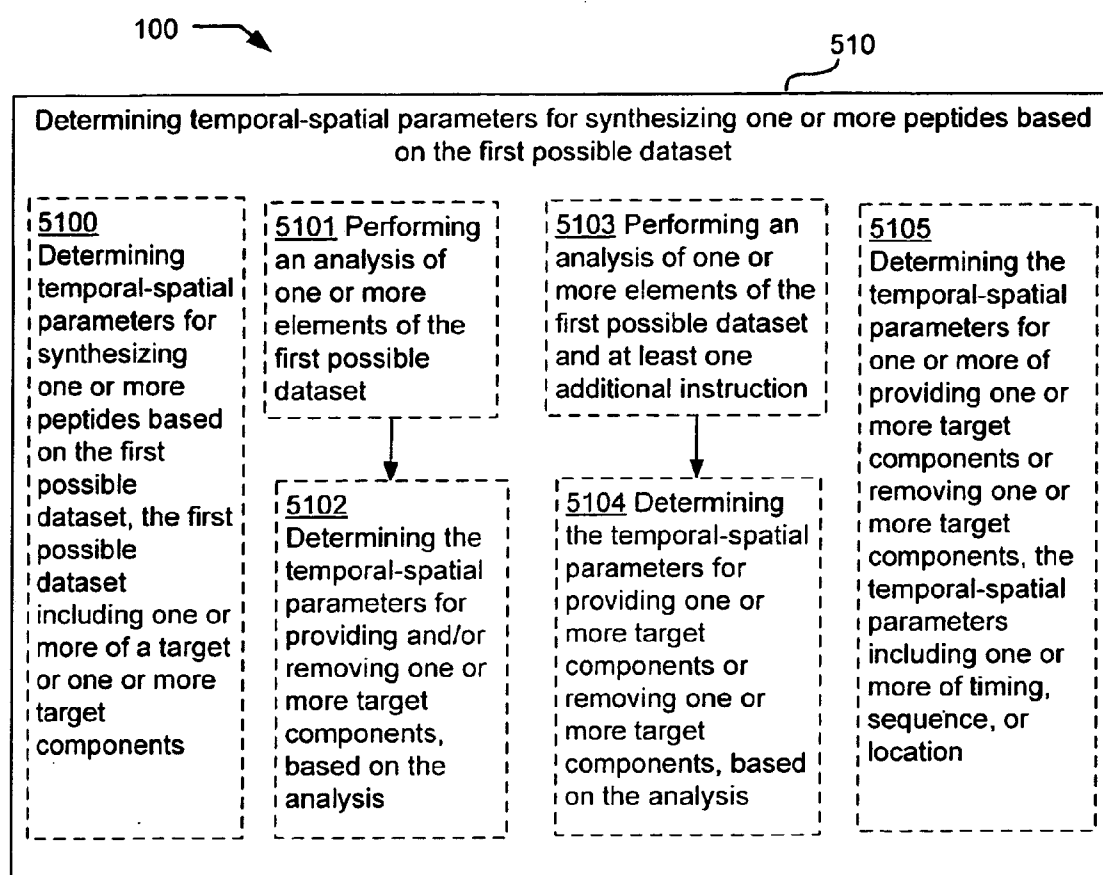 100
510
Determining temporal-spatial parameters for synthesizing one or more peptides based
on the first possible dataset
5100
Determining
temporal-spatial
parameters for
synthesizing
one or more
peptides based
on the first
possible
dataset, the first
possible
dataset
including one or
more of a target
or one or more
target
components
5101 Performing
an analysis of
one or more
elements of the
first possible
dataset
5102
Determining the
temporal-spatial
parameters for
providing and/or
removing one or
more target
components,
based on the
analysis
5103 Performing an
analysis of one or
more elements of the
first possible dataset
and at least one
additional instruction
5104 Determining
the temporal-spatial
parameters for
providing one or
more target
components or
removing one or
more target
components, based
on the analysis
5105
Determining the
temporal-spatial
parameters for
one or more of
providing one or
more target
components or
removing one or
more target
components, the
temporal-spatial
parameters
including one or
more of timing,
sequence, or
location